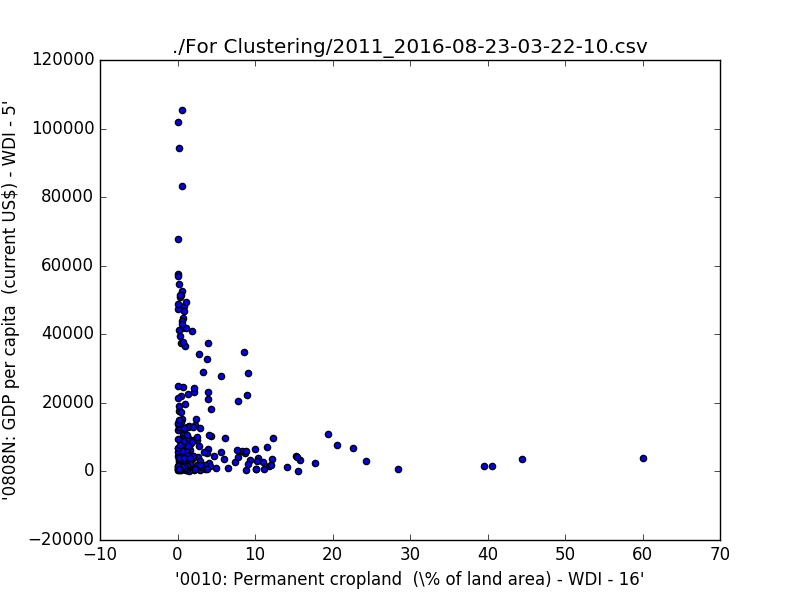 ./For Clustering/2011_2016-08-23-03-22-10.csv
120000
100000
80000
60000
40000
20000
0
−20000
'0808N: GDP per capita  (current US$) - WDI - 5'
−10 0 10 20 30 40 50 60 70
'0010: Permanent cropland  (\% of land area) - WDI - 16'